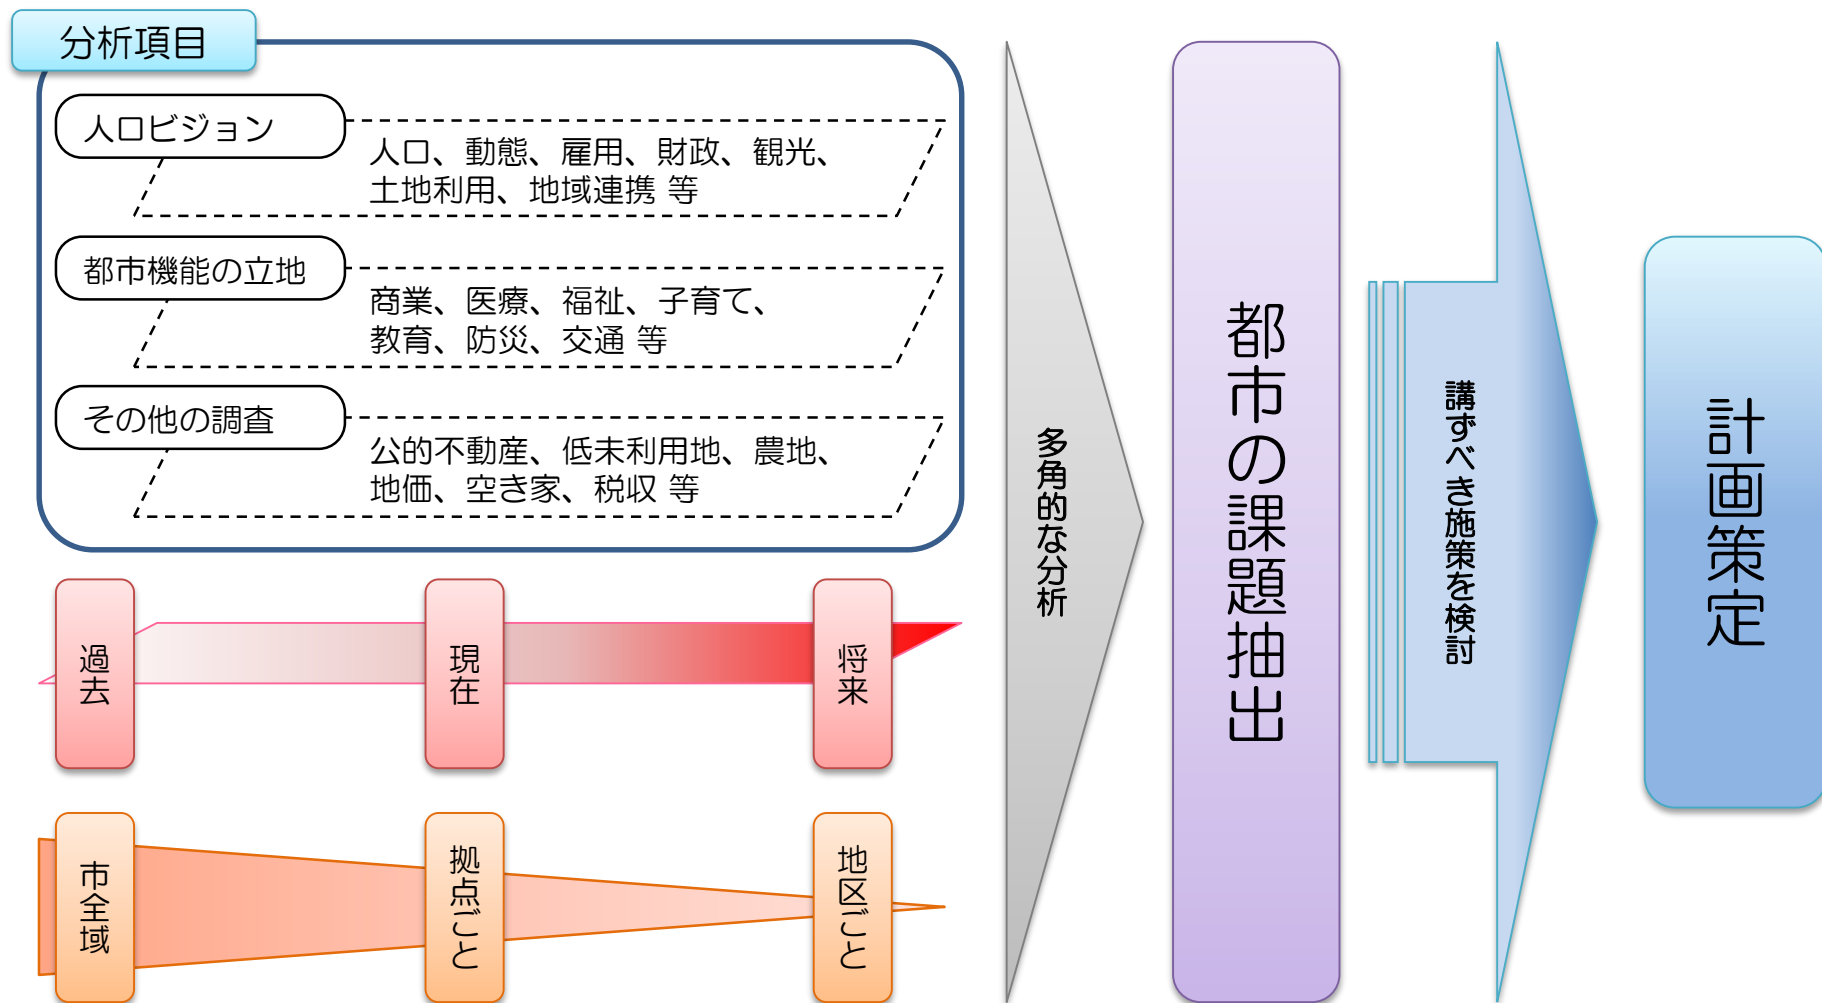 分析項目
人口ビジョン
人口、動態、雇用、財政、観光、
土地利用、地域連携 等
都市機能の立地
商業、医療、福祉、子育て、
教育、防災、交通 等
その他の調査
公的不動産、低未利用地、農地、
地価、空き家、税収 等
過去
現在
将来
市全域
拠点ごと
地区ごと
多角的な分析
都市の課題抽出
講ずべき施策を検討
計画策定